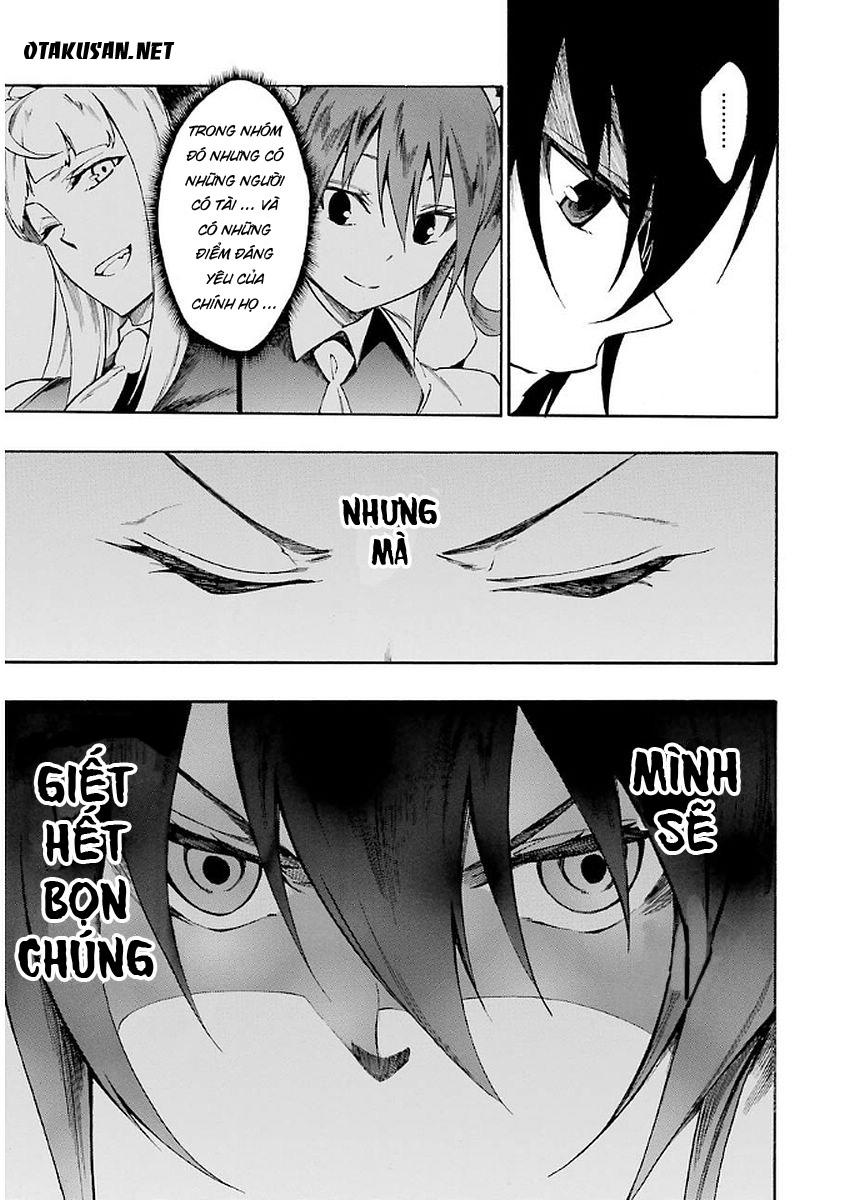 OTAKUSAN.NET
.........
TRONG NHÓM
ĐÓ NHƯNG CÓ
NHỮNG NGƯỜI
CÓ TÀI ... VÀ
CÓ NHỮNG
ĐIỂM ĐÁNG
YÊU CỦA
CHÍNH HỌ ...
NHƯNG
MÀ
MÌNH
SẼ
GIẾT
HẾT
BỌN
CHÚNG